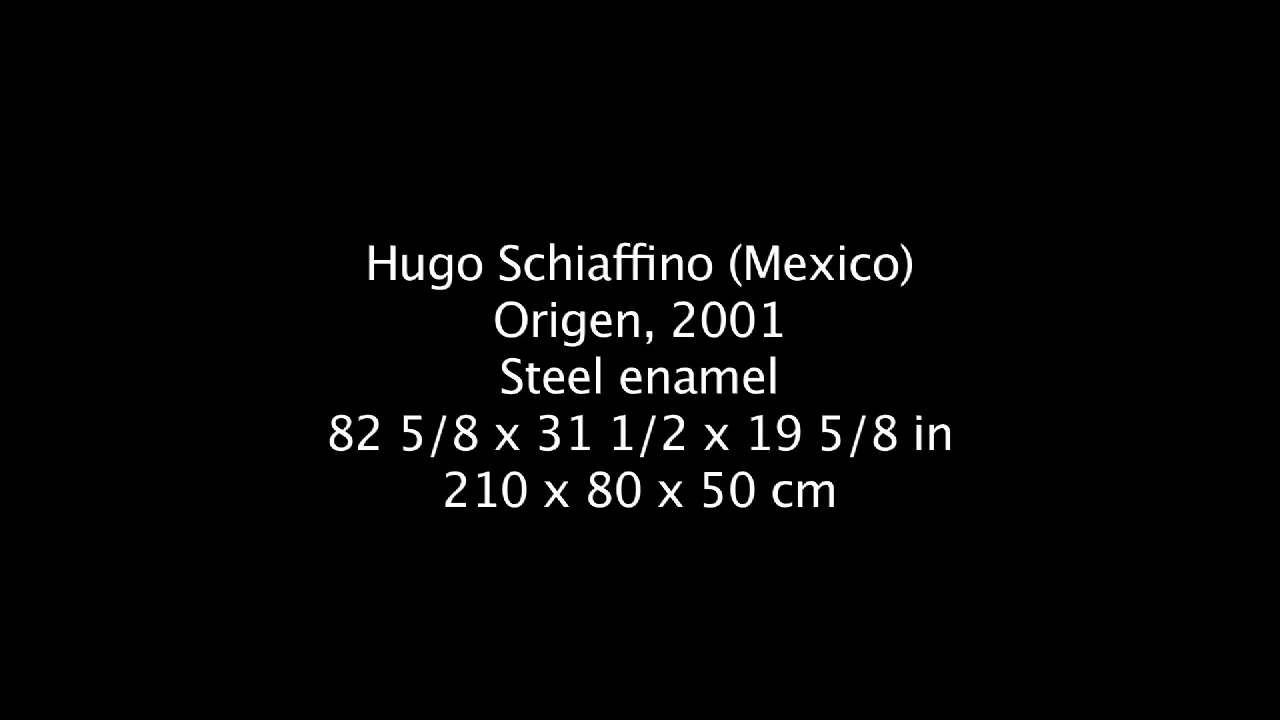 Hugo Schiaffino (Mexico)
Origen, 2001
Steel enamel
82 5/8 x 31 1/2 x 19 5/8 in
210 x 80 x 50 cm